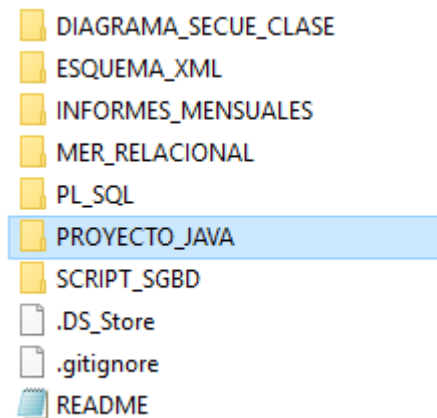 DIAGRAMA_SECUE_CLASE
ESQUEMA_XML
INFORMES_MENSUALES
MER_RELACIONAL
PL_SQL
PROYECTO_JAVA
SCRIPT_SGBD
.DS_Store
.gitignore
README